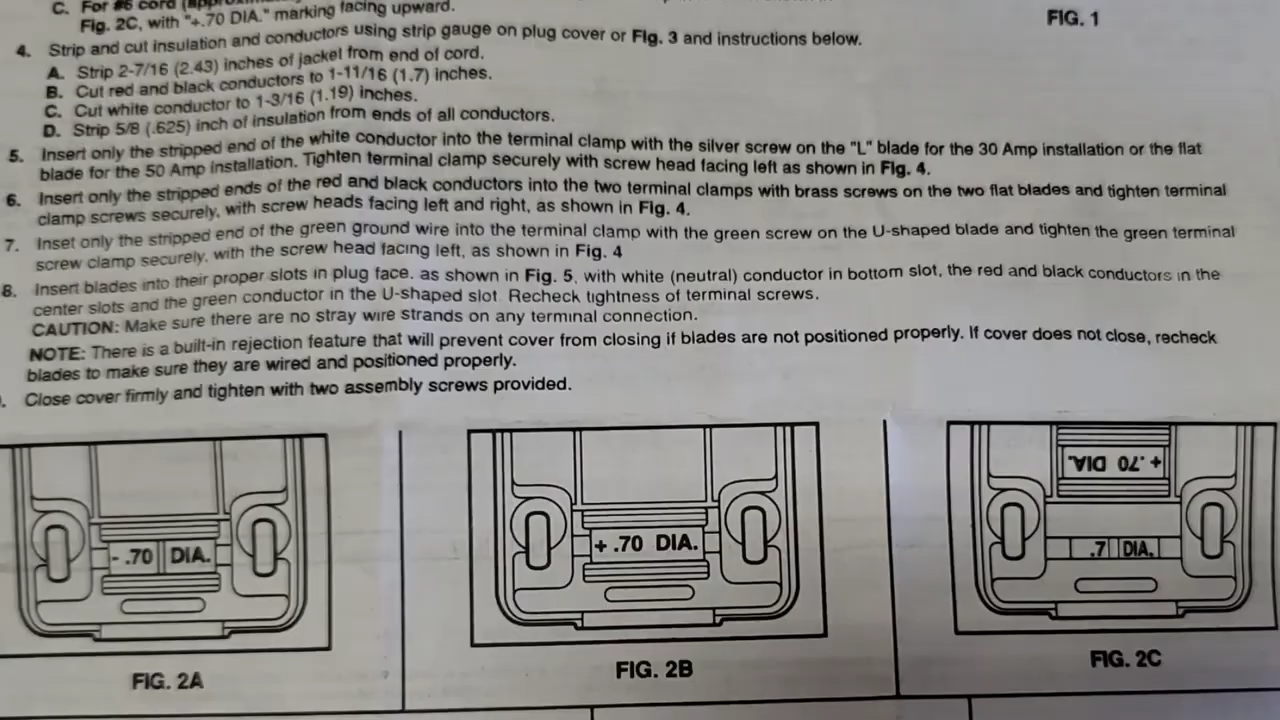 C. For #6 cord
Fig. 2C, with "+.70 DIA." marking facing upward.
FIG. 1
4. Strip and cut insulation and conductors using strip gauge on plug cover or Fig. 3 and instructions below.
A. Strip 2-7/16 (2.43) inches of jacket from end of cord.
B. Cut red and black conductors to 1-11/16 (1.7) inches.
C. Cut white conductor to 1-3/16 (1.19) inches.
D. Strip 5/8 (.625) inch of insulation from ends of all conductors.
5. Insert only the stripped end of the white conductor into the terminal clamp with the silver screw on the "L" blade for the 30 Amp installation or the flat
blade for the 50 Amp installation. Tighten terminal clamp securely with screw head facing left as shown in Fig. 4.
6. Insert only the stripped ends of the red and black conductors into the two terminal clamps with brass screws on the two flat blades and tighten terminal
clamp screws securely, with screw heads facing left and right, as shown in Fig. 4.
7. Inset only the stripped end of the green ground wire into the terminal clamp with the green screw on the U-shaped blade and tighten the green terminal
screw clamp securely, with the screw head facing left, as shown in Fig. 4
8. Insert blades into their proper slots in plug face. as shown in Fig. 5, with white (neutral) conductor in bottom slot, the red and black conductors in the
center slots and the green conductor in the U-shaped slot. Recheck tightness of terminal screws.
CAUTION: Make sure there are no stray wire strands on any terminal connection.
NOTE: There is a built-in rejection feature that will prevent cover from closing if blades are not positioned properly. If cover does not close, recheck
blades to make sure they are wired and positioned properly.
. Close cover firmly and tighten with two assembly screws provided.
- .70 DIA.
+ .70 DIA.
+ .70 DIA.
.7 DIA.
FIG. 2A
FIG. 2B
FIG. 2C